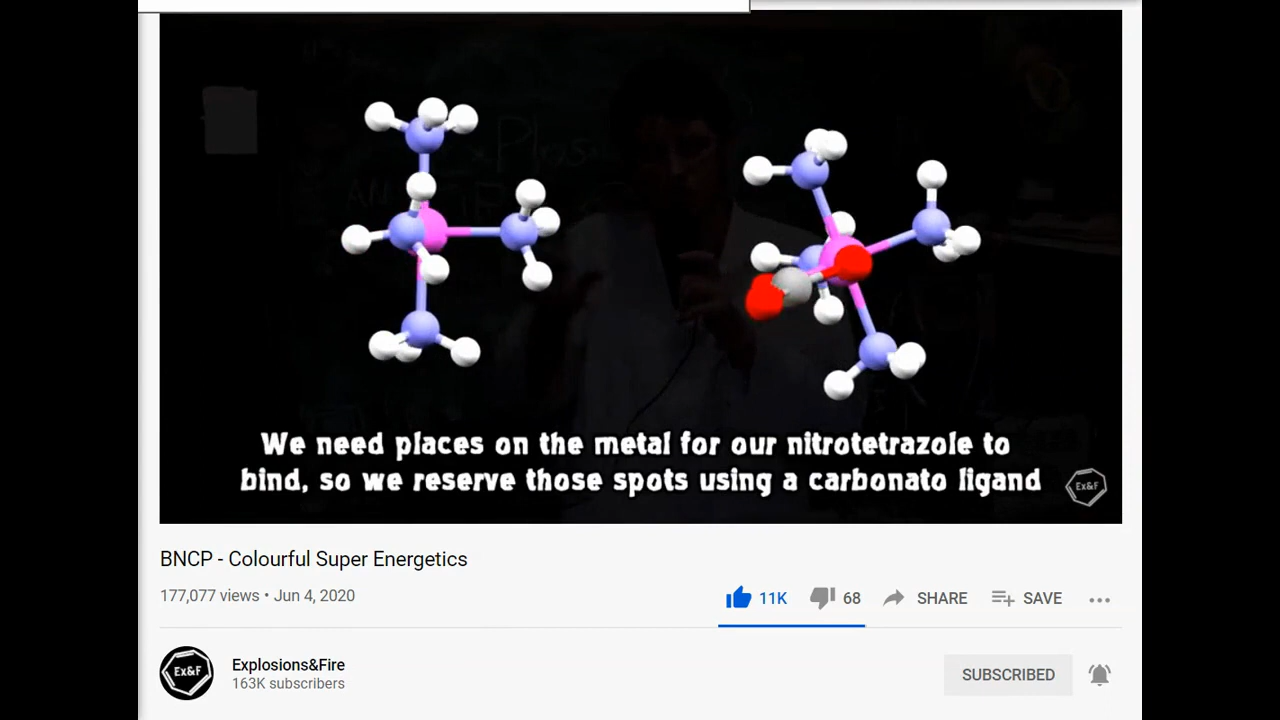 We need places on the metal for our nitrotetrazole to
bind, so we reserve those spots using a carbonato ligand
Ex&F
BNCP - Colourful Super Energetics
177,077 views • Jun 4, 2020
11K 68 SHARE SAVE
Ex&F
Explosions&Fire
163K subscribers
SUBSCRIBED